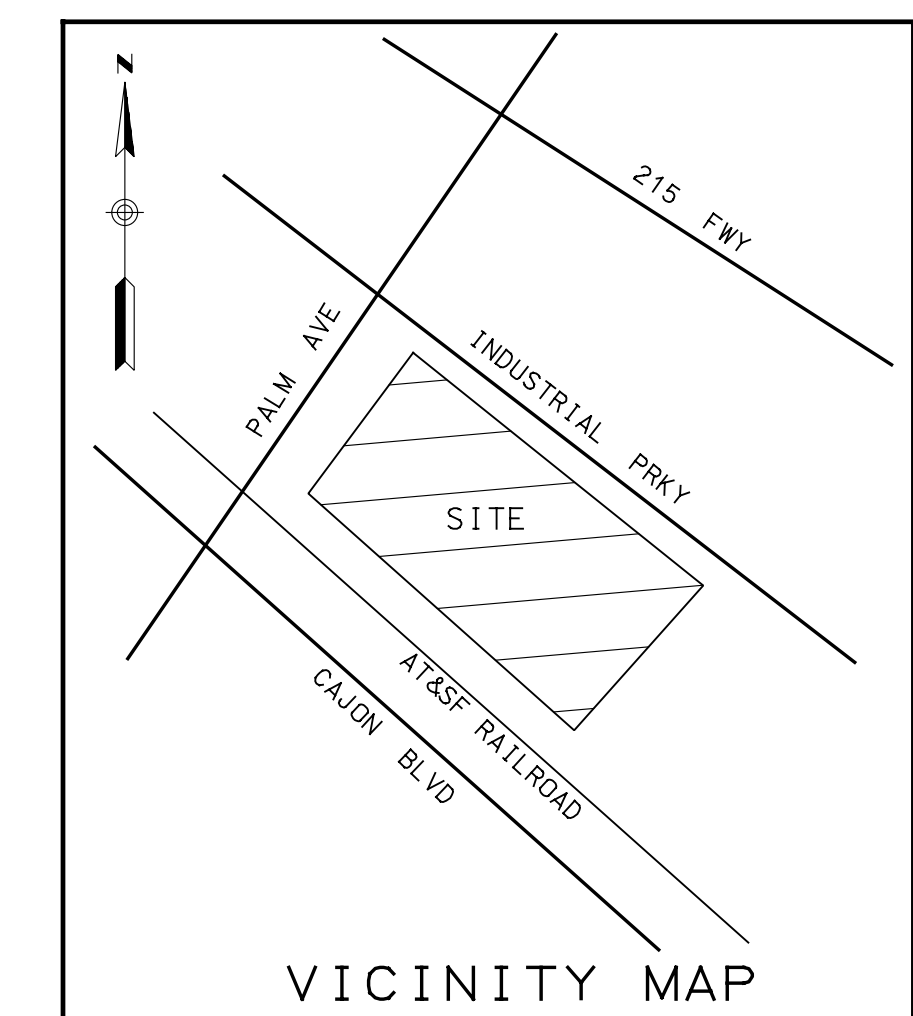 N
215 FWY
PALM AVE
INDUSTRIAL PRKY
SITE
AT&SF RAILROAD
CAJON BLVD
VICINITY MAP